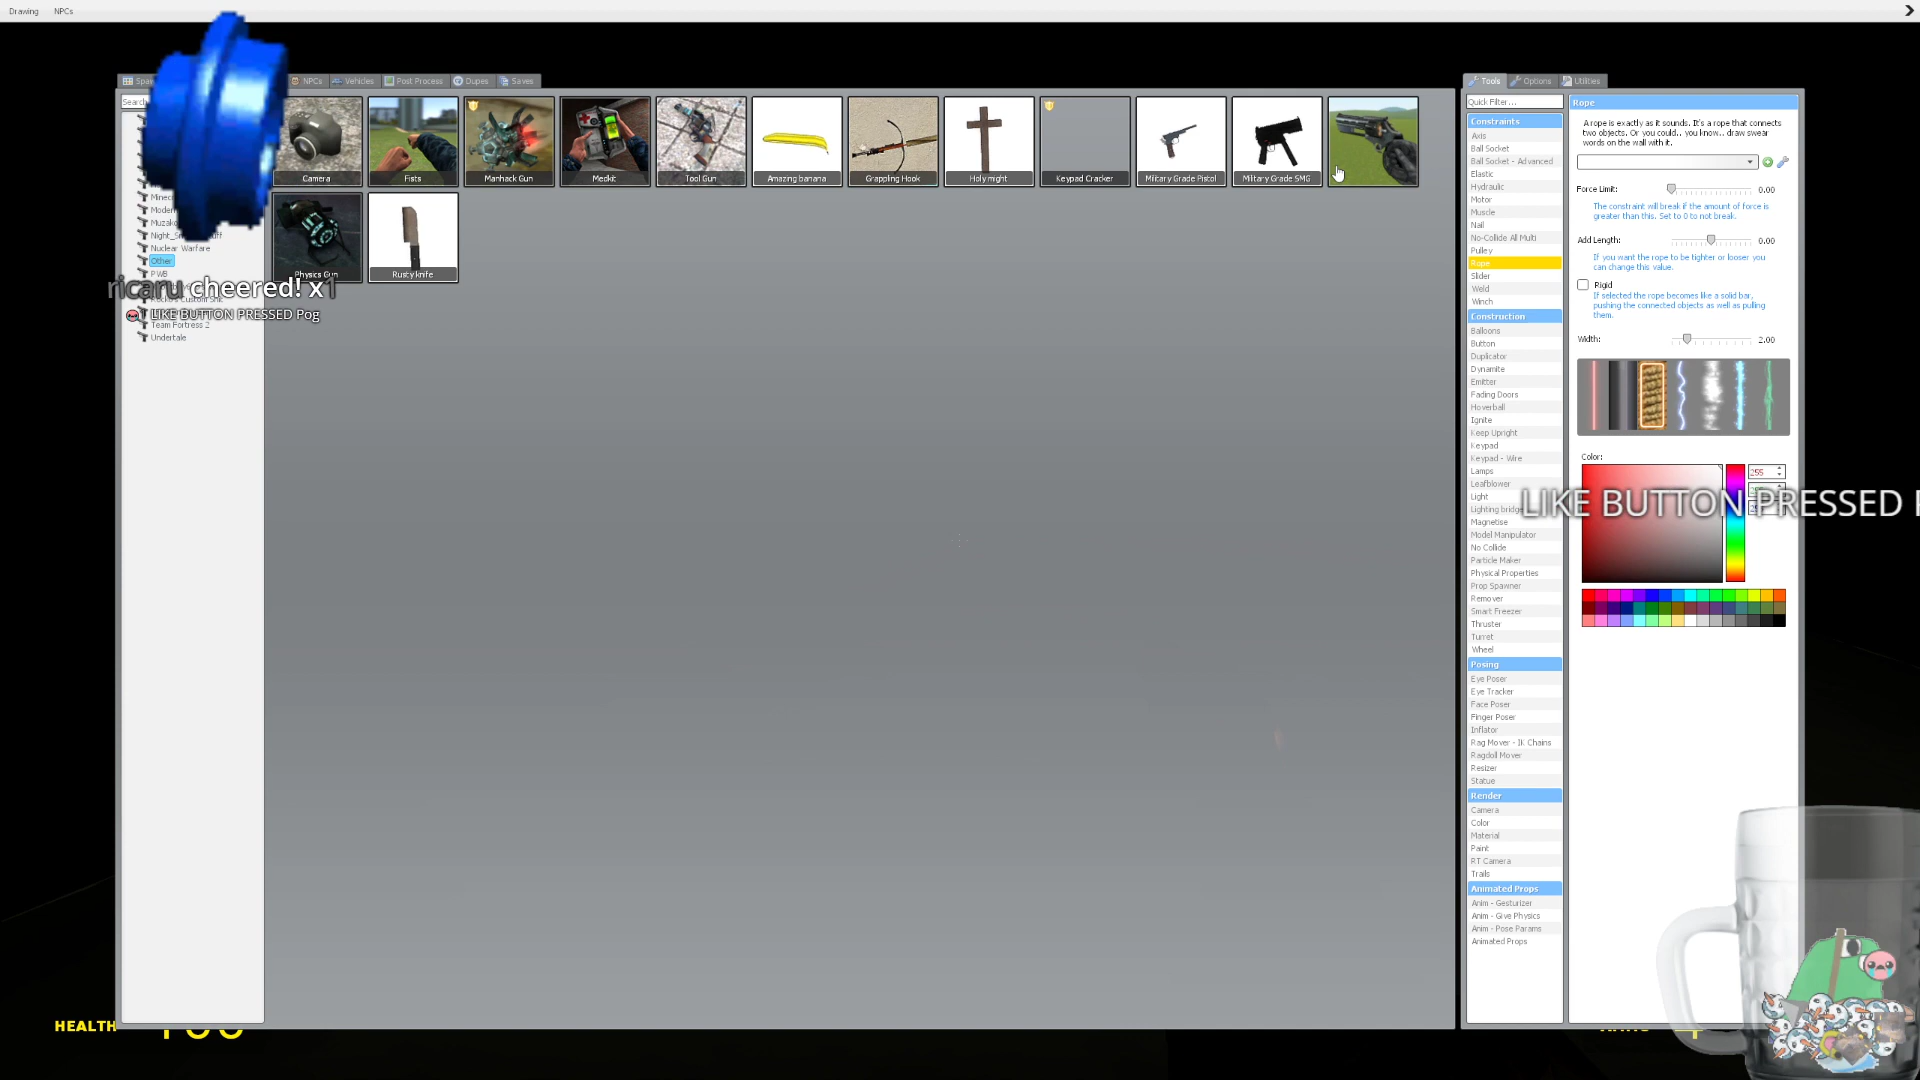 Drawing NPCs
NPCs Vehicles Post Process Dupes Saves
Tools Options Utilities
Search
Camera
Fists
Manhack Gun
Medkit
Tool Gun
Amazing banana
Grappling Hook
Holy might
Keypad Cracker
Military Grade Pistol
Military Grade SMG
Physics Gun
Rusty knife
Nuclear Warfare
Other
PWB
Team Fortress 2
Undertale
ricaru cheered! x1
LIKE BUTTON PRESSED Pog
Quick Filter...
Constraints
Axis
Ball Socket
Ball Socket - Advanced
Elastic
Hydraulic
Motor
Muscle
Nail
No-Collide All Multi
Pulley
Rope
Slider
Weld
Winch
Construction
Balloons
Button
Duplicator
Dynamite
Emitter
Fading Doors
Hoverball
Ignite
Keep Upright
Keypad
Keypad - Wire
Lamps
Leafblower
Light
Lighting bridge
Magnetise
Model Manipulator
No Collide
Particle Maker
Physical Properties
Prop Spawner
Remover
Smart Freezer
Thruster
Turret
Wheel
Posing
Eye Poser
Eye Tracker
Face Poser
Finger Poser
Inflator
Rag Mover - IK Chains
Ragdoll Mover
Resizer
Statue
Render
Camera
Color
Material
Paint
RT Camera
Trails
Animated Props
Anim - Gesturizer
Anim - Give Physics
Anim - Pose Params
Animated Props
Rope
A rope is exactly as it sounds. It's a rope that connects
two objects. Or you could.. you know.. draw swear
words on the wall with it.
Force Limit: 0.00
The constraint will break if the amount of force is
greater than this. Set to 0 to not break.
Add Length: 0.00
If you want the rope to be tighter or looser you
can change this value.
Rigid
If selected the rope becomes like a solid bar,
pushing the connected objects as well as pulling
them.
Width: 2.00
Color:
255
LIKE BUTTON PRESSED P
HEALTH 100